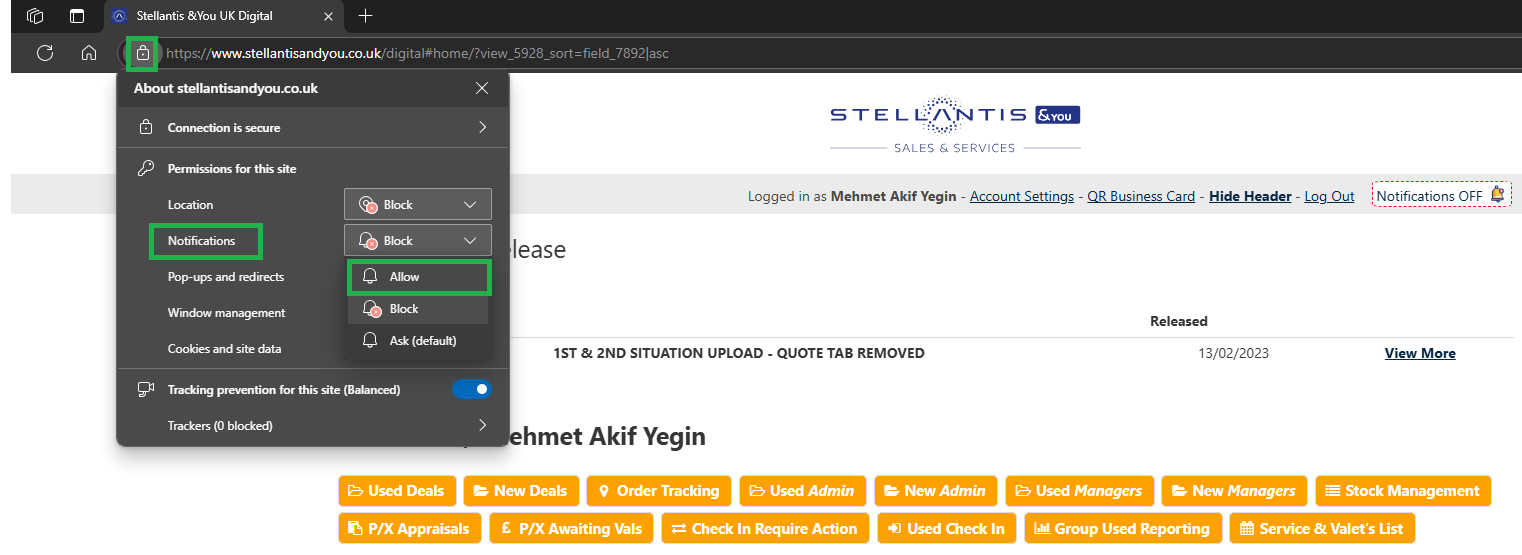 Stellantis &You UK Digital
https://www.stellantisandyou.co.uk/digital#home/?view_5928_sort=field_7892|asc
About stellantisandyou.co.uk
Connection is secure
Permissions for this site
Location Block
Notifications Block
Pop-ups and redirects Allow
Window management Block
Cookies and site data Ask (default)
Tracking prevention for this site (Balanced)
Trackers (0 blocked)
STELLANTIS &YOU
SALES & SERVICES
Logged in as Mehmet Akif Yegin - Account Settings - QR Business Card - Hide Header - Log Out Notifications OFF
elease
Released
1ST & 2ND SITUATION UPLOAD - QUOTE TAB REMOVED 13/02/2023 View More
ehmet Akif Yegin
Used Deals New Deals Order Tracking Used Admin New Admin Used Managers New Managers Stock Management
P/X Appraisals £ P/X Awaiting Vals Check In Require Action Used Check In Group Used Reporting Service & Valet's List